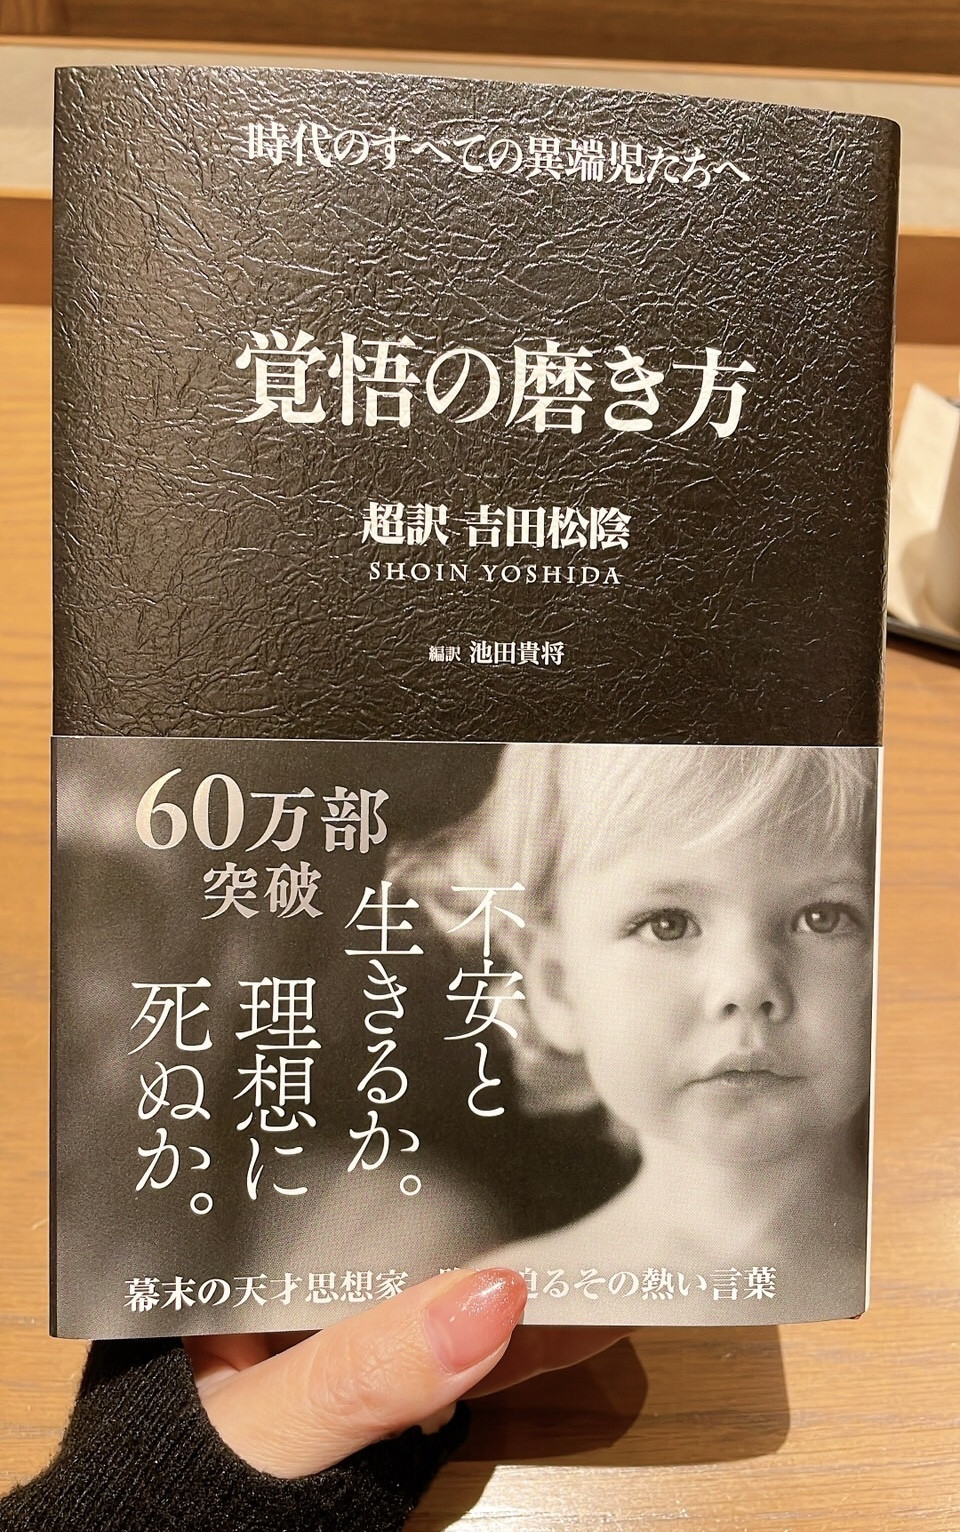 時代のすべての異端児たちへ
覚悟の磨き方
超訳 吉田松陰
SHOIN YOSHIDA
編訳 池田貴将
60万部
突破
不安と
生きるか。
理想に
死ぬか。
幕末の天才思想家 迫るその熱い言葉